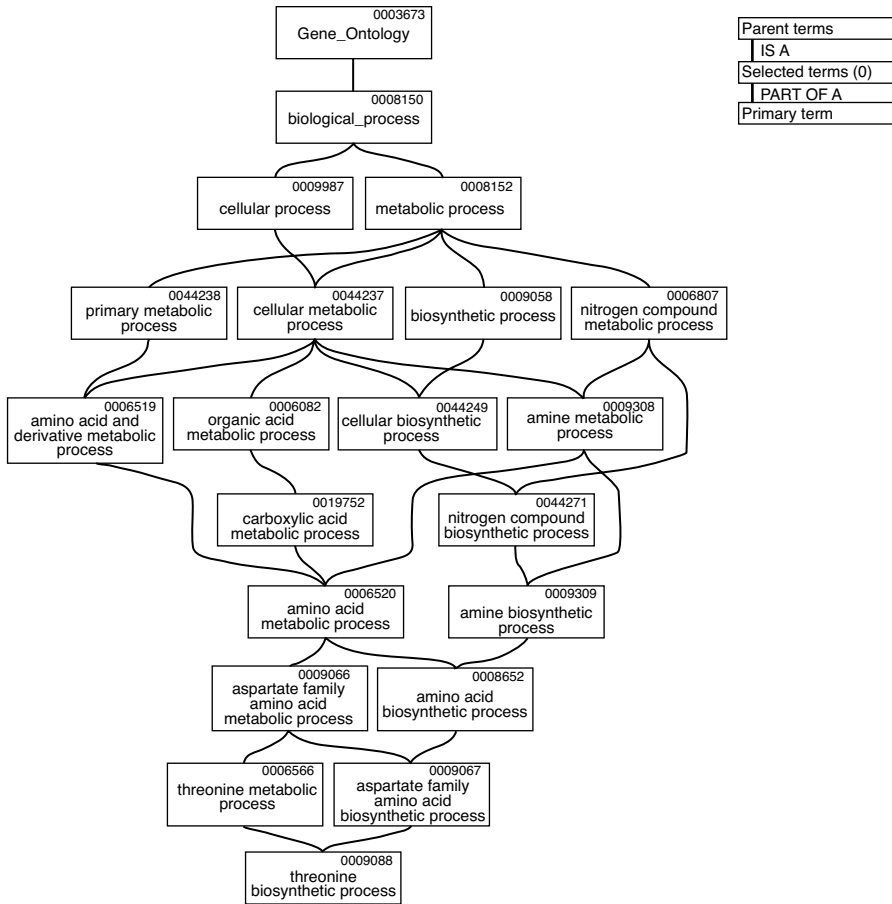 0003673
Gene_Ontology
Parent terms
IS A
Selected terms (0)
PART OF A
Primary term
0008150
biological_process
0009987
cellular process
0008152
metabolic process
0044238
primary metabolic
process
0044237
cellular metabolic
process
0009058
biosynthetic process
0006807
nitrogen compound
metabolic process
0006519
amino acid and
derivative metabolic
process
0006082
organic acid
metabolic process
0044249
cellular biosynthetic
process
0009308
amine metabolic
process
0019752
carboxylic acid
metabolic process
0044271
nitrogen compound
biosynthetic process
0006520
amino acid
metabolic process
0009309
amine biosynthetic
process
0009066
aspartate family
amino acid
metabolic process
0008652
amino acid
biosynthetic process
0006566
threonine metabolic
process
0009067
aspartate family
amino acid
biosynthetic process
0009088
threonine
biosynthetic process